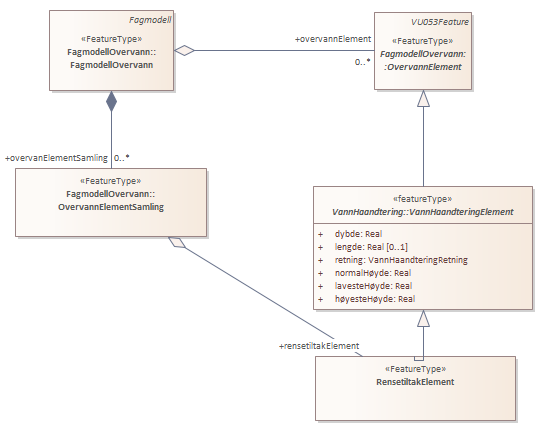 Fagmodell
«FeatureType»
FagmodellOvervann::
FagmodellOvervann
+overvannElement
0..*
VU053Feature
«FeatureType»
FagmodellOvervann:
:OvervannElement
+overvanElementSamling
0..*
«FeatureType»
FagmodellOvervann::
OvervannElementSamling
«featureType»
VannHaandtering::VannHaandteringElement
+ dybde: Real
+ lengde: Real [0..1]
+ retning: VannHaandteringRetning
+ normalHøyde: Real
+ lavesteHøyde: Real
+ høyesteHøyde: Real
+rensetiltakElement
«FeatureType»
RensetiltakElement